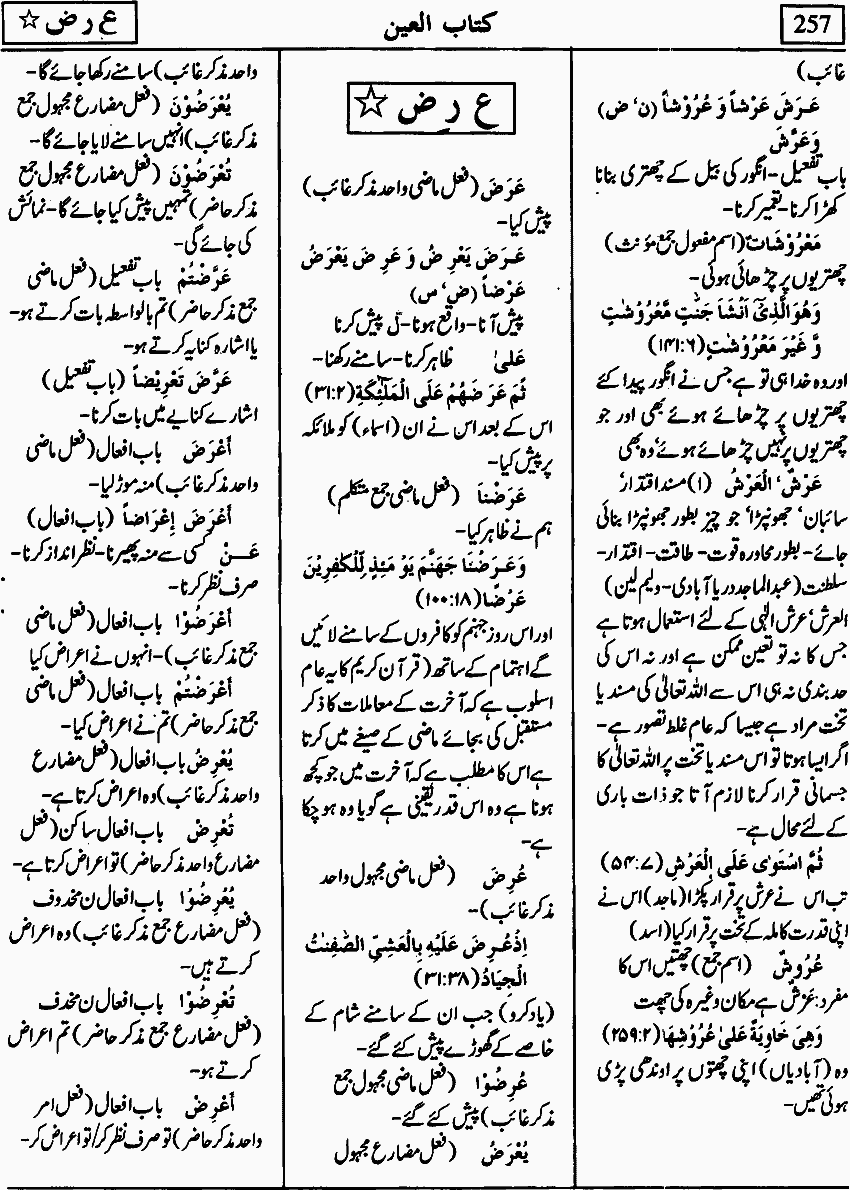 257
کتاب العین
ع ر ض ☆
غائب)
عَرَشَ عَرْشاً وَ عُرُوْشاً (ن‘ ض)
وَعَرَّشَ
باب تفعیل-انگور کی بیل کے چھتری بنانا
کھڑا کرنا-تعمیر کرنا-
مَعْرُوْشَاتٌ (اسم مفعول جمع مؤنث)
چھتریوں پر چڑھائی ہوئی-
وَهُوَ الَّذِیْٓ اَنْشَاَ جَنّٰتٍ مَّعْرُوْشٰتٍ
وَّ غَیْرَ مَعْرُوْشٰتٍ (۱۴۱:۶)
اور وہ خدا ہی تو ہے جس نے انگور پیدا کئے
چھتریوں پر چڑھائے ہوئے بھی اور جو
چھتریوں پر نہیں چڑھائے ہوئے‘ وہ بھی
عَرْشٌ‘ الْعَرْشُ (۱) مسند اقتدار‘
سائبان‘ جھونپڑا‘ جو چیز بطور جھونپڑا بنائی
جائے-بطور محاورہ قوت-طاقت-اقتدار-
سلطنت (عبدالماجد دریا آبادی-ولیم لین)
العرش‘ عرش الٰہی کے لئے استعمال ہوتا ہے
جس کا نہ تو تعین ممکن ہے اور نہ اس کی
حد بندی نہ ہی اس سے اللہ تعالیٰ کی مسند یا
تخت مراد ہے جیسا کہ عام غلط تصور ہے-
اگر ایسا ہوتا تو اس مسند یا تخت پر اللہ تعالیٰ کا
جسمانی قرار کرنا لازم آتا جو ذات باری
کے لئے محال ہے-
ثُمَّ اسْتَوٰی عَلَی الْعَرْشِ (۵۴:۷)
تب اس نے عرش پر قرار پکڑا (ماجد) اس نے
اپنی قدرت کاملہ کے تخت پر قرار کیا (اسد)
عُرُوْشٌ (اسم جمع) چھتیں اس کا
مفرد: عَرْشٌ ہے مکان وغیرہ کی چھت
وَهِیَ خَاوِیَةٌ عَلٰی عُرُوْشِهَا (۲۵۹:۲)
وہ (آبادیاں) اپنی چھتوں پر اوندھی پڑی
ہوئی تھیں-
ع ر ض ☆
عَرَضَ (فعل ماضی واحد مذکر غائب)
پیش کیا-
عَرَضَ یَعْرِضُ وَ عَرِضَ یَعْرَضُ
عَرْضاً (ض‘ س)
پیش آنا-واقع ہونا-لَ پیش کرنا
عَلیٰ ظاہر کرنا-سامنے رکھنا-
ثُمَّ عَرَضَهُمْ عَلَی الْمَلٰٓئِکَةِ (۳۱:۲)
اس کے بعد اس نے ان (اسماء) کو ملائکہ
پر پیش کیا-
عَرَضْنَا (فعل ماضی جمع متکلم)
ہم نے ظاہر کیا-
وَعَرَضْنَا جَهَنَّمَ یَوْمَئِذٍ لِّلْکٰفِرِیْنَ
عَرْضًا (۱۰۰:۱۸)
اور اس روز جہنم کو کافروں کے سامنے لائیں
گے اہتمام کے ساتھ (قرآن کریم کا یہ عام
اسلوب ہے کہ آخرت کے معاملات کا ذکر
مستقبل کی بجائے ماضی کے صیغے میں کرتا
ہے اس کا مطلب ہے کہ آخرت میں جو کچھ
ہونا ہے وہ اس قدر یقینی ہے گویا وہ ہو چکا
ہے-
عُرِضَ (فعل ماضی مجہول واحد
مذکر غائب)-
اِذْعُرِضَ عَلَیْهِ بِالْعَشِیِّ الصّٰفِنٰتُ
الْجِیَادُ (۳۱:۳۸)
(یاد کرو) جب ان کے سامنے شام کے
خاصے کے گھوڑے پیش کئے گئے-
عُرِضُوْا (فعل ماضی مجہول جمع
مذکر غائب) پیش کئے گئے-
یُعْرَضُ (فعل مضارع مجہول
واحد مذکر غائب) سامنے رکھا جائے گا-
یُعْرَضُوْنَ (فعل مضارع مجہول جمع
مذکر غائب) انہیں سامنے لایا جائے گا-
تُعْرَضُوْنَ (فعل مضارع مجہول جمع
مذکر حاضر) تمہیں پیش کیا جائے گا-نمائش
کی جائے گی-
عَرَّضْتُمْ باب تفعیل (فعل ماضی
جمع مذکر حاضر) تم بالواسطہ بات کرتے ہو-
یا اشارہ کنایہ کرتے ہو-
عَرَّضَ تَعْرِیْضاً (باب تفعیل)
اشارے کنایے میں بات کرنا-
اَعْرَضَ باب افعال (فعل ماضی
واحد مذکر غائب) منہ موڑ لیا-
اَعْرَضَ اِعْرَاضاً (باب افعال)
عَنْ کسی سے منہ پھیرنا-نظر انداز کرنا-
صرف نظر کرنا-
اَعْرَضُوْا باب افعال (فعل ماضی
جمع مذکر غائب)-انہوں نے اعراض کیا
اَعْرَضْتُمْ باب افعال (فعل ماضی
جمع مذکر حاضر) تم نے اعراض کیا-
یُعْرِضُ باب افعال (فعل مضارع
واحد مذکر غائب) وہ اعراض کرتا ہے-
تُعْرِضْ باب افعال ساکن (فعل
مضارع واحد مذکر حاضر) تو اعراض کرتا ہے-
یُعْرِضُوْا باب افعال ن محذوف
(فعل مضارع جمع مذکر غائب) وہ اعراض
کرتے ہیں-
تُعْرِضُوْا باب افعال ن محذف
(فعل مضارع جمع مذکر حاضر) تم اعراض
کرتے ہو-
اَعْرِضْ باب افعال (فعل امر
واحد مذکر حاضر) تو صرف نظر کر/تو اعراض کر-